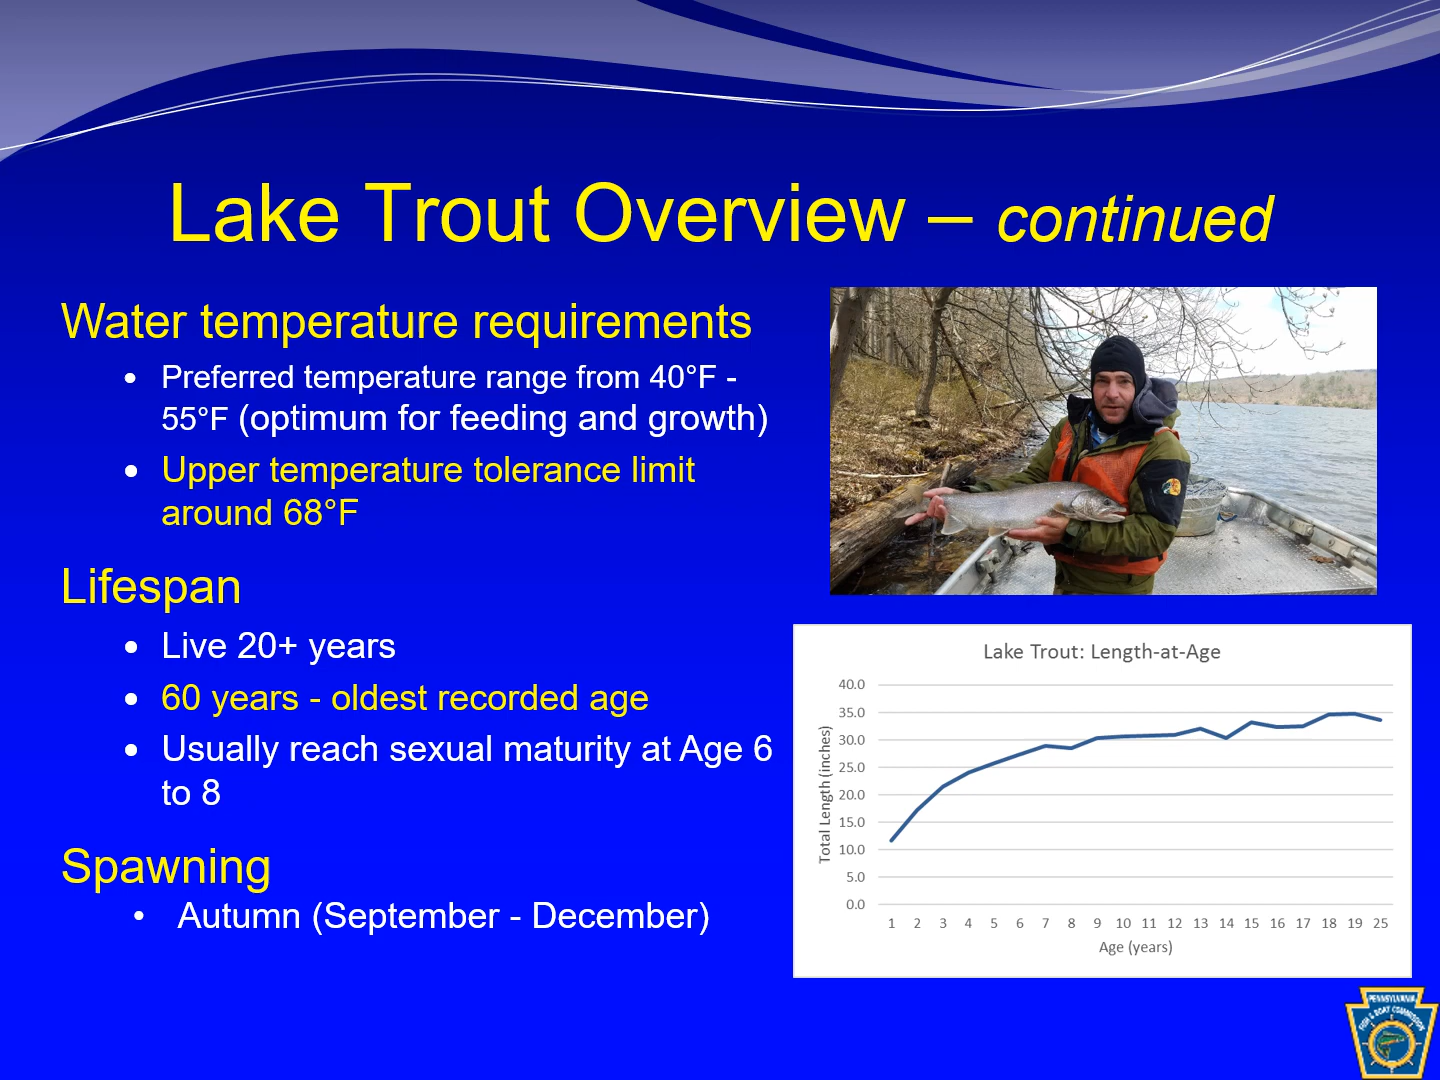 Lake Trout Overview – continued
Water temperature requirements
• Preferred temperature range from 40°F -
55°F (optimum for feeding and growth)
• Upper temperature tolerance limit
around 68°F
Lifespan
• Live 20+ years
• 60 years - oldest recorded age
• Usually reach sexual maturity at Age 6
to 8
Spawning
• Autumn (September - December)
Lake Trout: Length-at-Age
Total Length (inches)
40.0
35.0
30.0
25.0
20.0
15.0
10.0
5.0
0.0
1 2 3 4 5 6 7 8 9 10 11 12 13 14 15 16 17 18 19 25
Age (years)
PENNSYLVANIA
FISH & BOAT COMMISSION